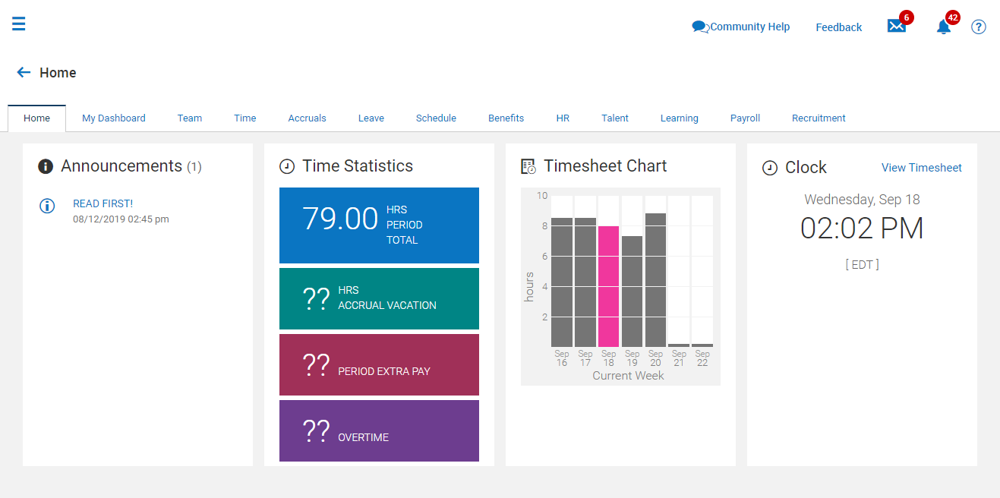 Community Help
Feedback
6
42
?
Home
Home
My Dashboard
Team
Time
Accruals
Leave
Schedule
Benefits
HR
Talent
Learning
Payroll
Recruitment
Announcements (1)
READ FIRST!
08/12/2019 02:45 pm
Time Statistics
79.00
HRS
PERIOD
TOTAL
??
HRS
ACCRUAL VACATION
??
PERIOD EXTRA PAY
??
OVERTIME
Timesheet Chart
10
8
6
4
2
hours
Sep
16
Sep
17
Sep
18
Sep
19
Sep
20
Sep
21
Sep
22
Current Week
Clock
View Timesheet
Wednesday, Sep 18
02:02 PM
[ EDT ]